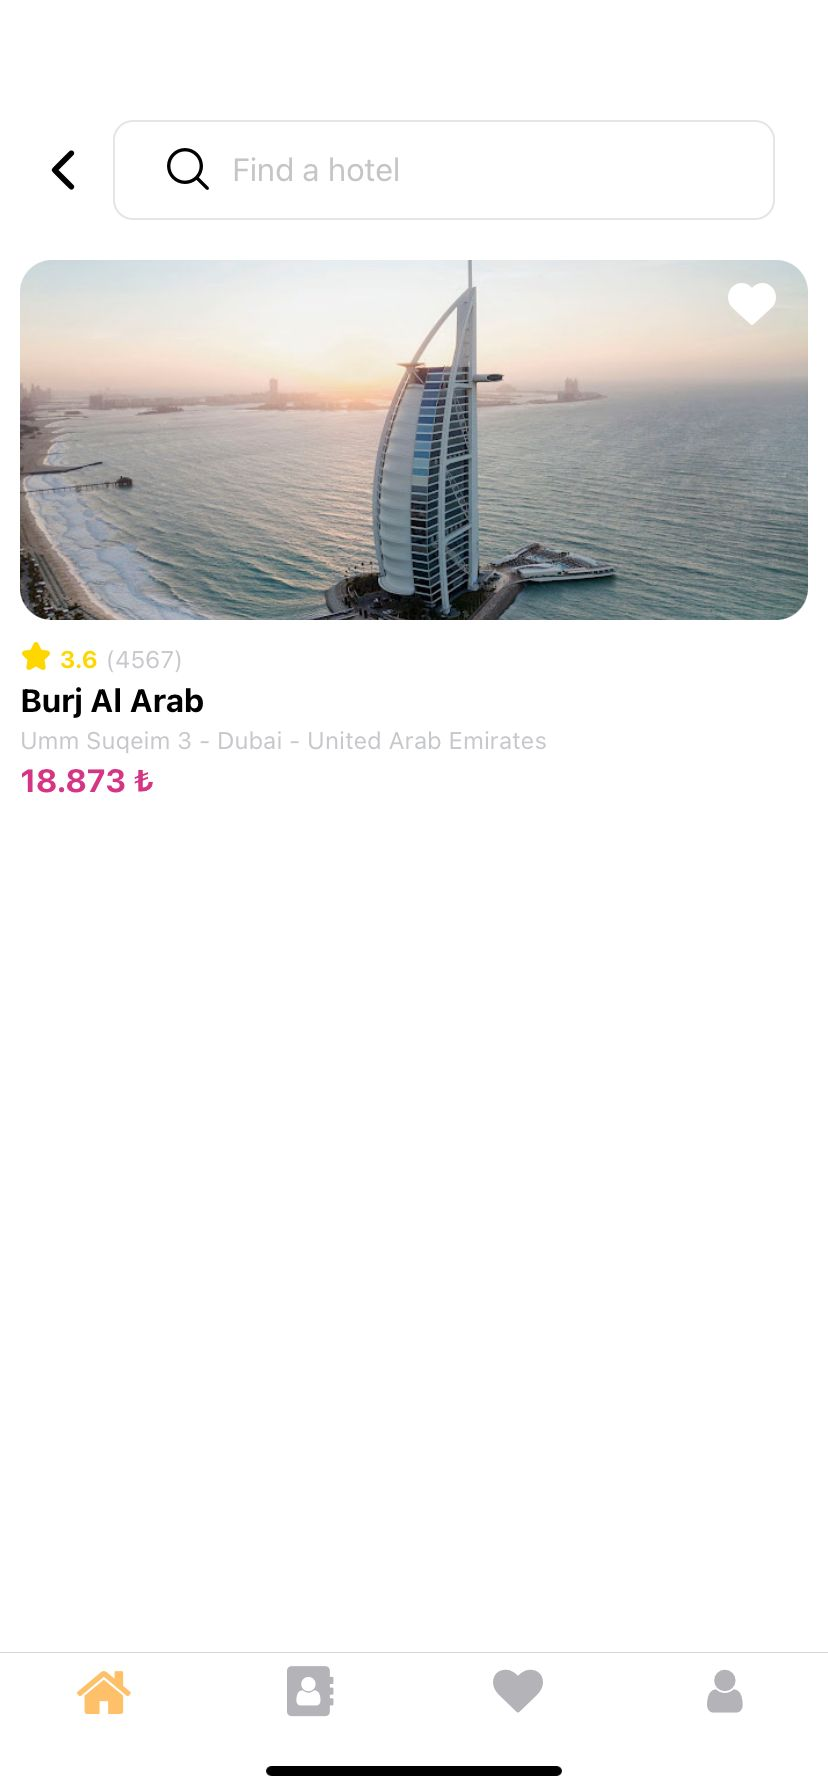 Find a hotel
3.6 (4567)
Burj Al Arab
Umm Suqeim 3 - Dubai - United Arab Emirates
18.873 ₺